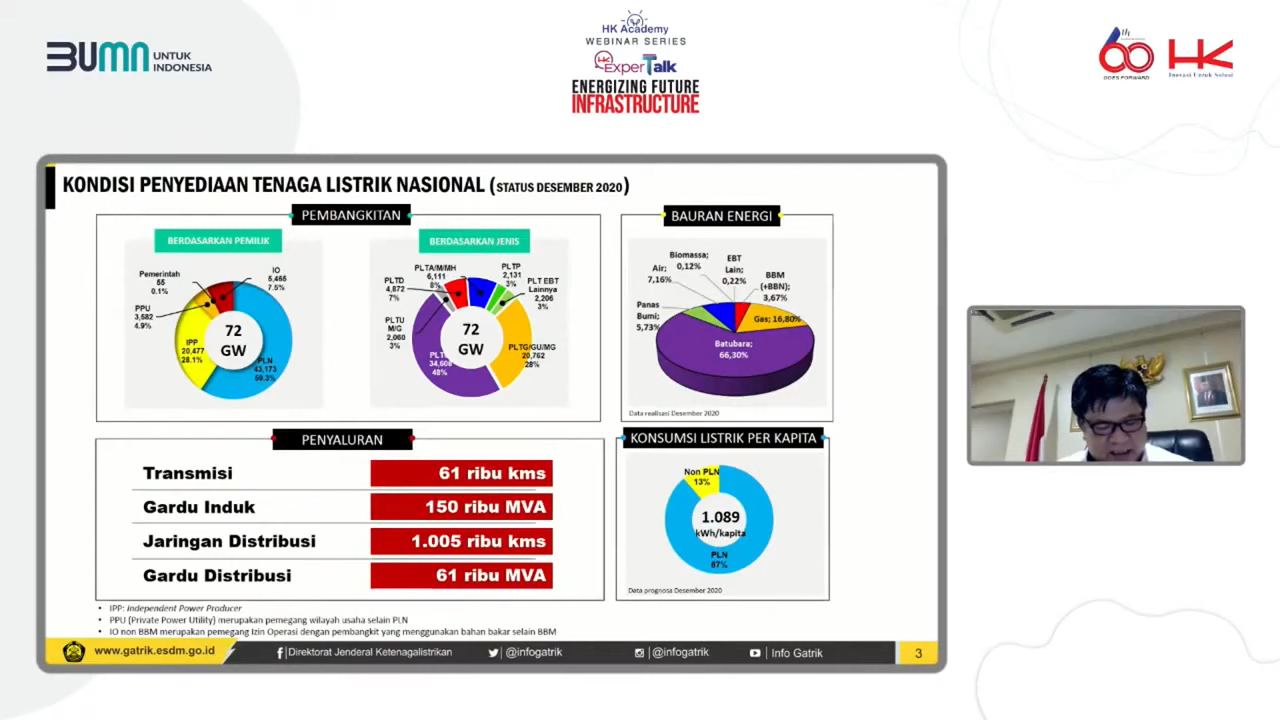 BUMN UNTUK
INDONESIA
HK Academy
WEBINAR SERIES
HK ExperTalk
ENERGIZING FUTURE
INFRASTRUCTURE
60th
GOES FORWARD
HK
Inovasi Untuk Solusi
KONDISI PENYEDIAAN TENAGA LISTRIK NASIONAL (STATUS DESEMBER 2020)
PEMBANGKITAN
BERDASARKAN PEMILIK
Pemerintah
55
0.1%
IO
5,465
7.5%
PPU
3,582
4.9%
IPP
20,477
28.1%
72
GW
PLN
43,173
59.3%
BERDASARKAN JENIS
PLTD
4,872
7%
PLTA/M/MH
6,111
8%
PLTP
2,131
3%
PLT EBT
Lainnya
2,206
3%
PLTU
M/G
2,060
3%
72
GW
48%
PLTG/GU/MG
20,762
28%
BAURAN ENERGI
Biomassa;
0,12%
EBT
Lain;
0,22%
Air;
7,16%
BBM
(+BBN);
3,67%
Panas
Bumi;
5,73%
Gas; 16,80%
Batubara;
66,30%
Data realisasi Desember 2020
PENYALURAN
Transmisi 61 ribu kms
Gardu Induk 150 ribu MVA
Jaringan Distribusi 1.005 ribu kms
Gardu Distribusi 61 ribu MVA
KONSUMSI LISTRIK PER KAPITA
Non PLN
13%
1.089
kWh/kapita
PLN
87%
Data prognosa Desember 2020
• IPP: Independent Power Producer
• PPU (Private Power Utility) merupakan pemegang wilayah usaha selain PLN
• IO non BBM merupakan pemegang Izin Operasi dengan pembangkit yang menggunakan bahan bakar selain BBM
www.gatrik.esdm.go.id
|Direktorat Jenderal Ketenagalistrikan
|@infogatrik
|@infogatrik
| Info Gatrik
3